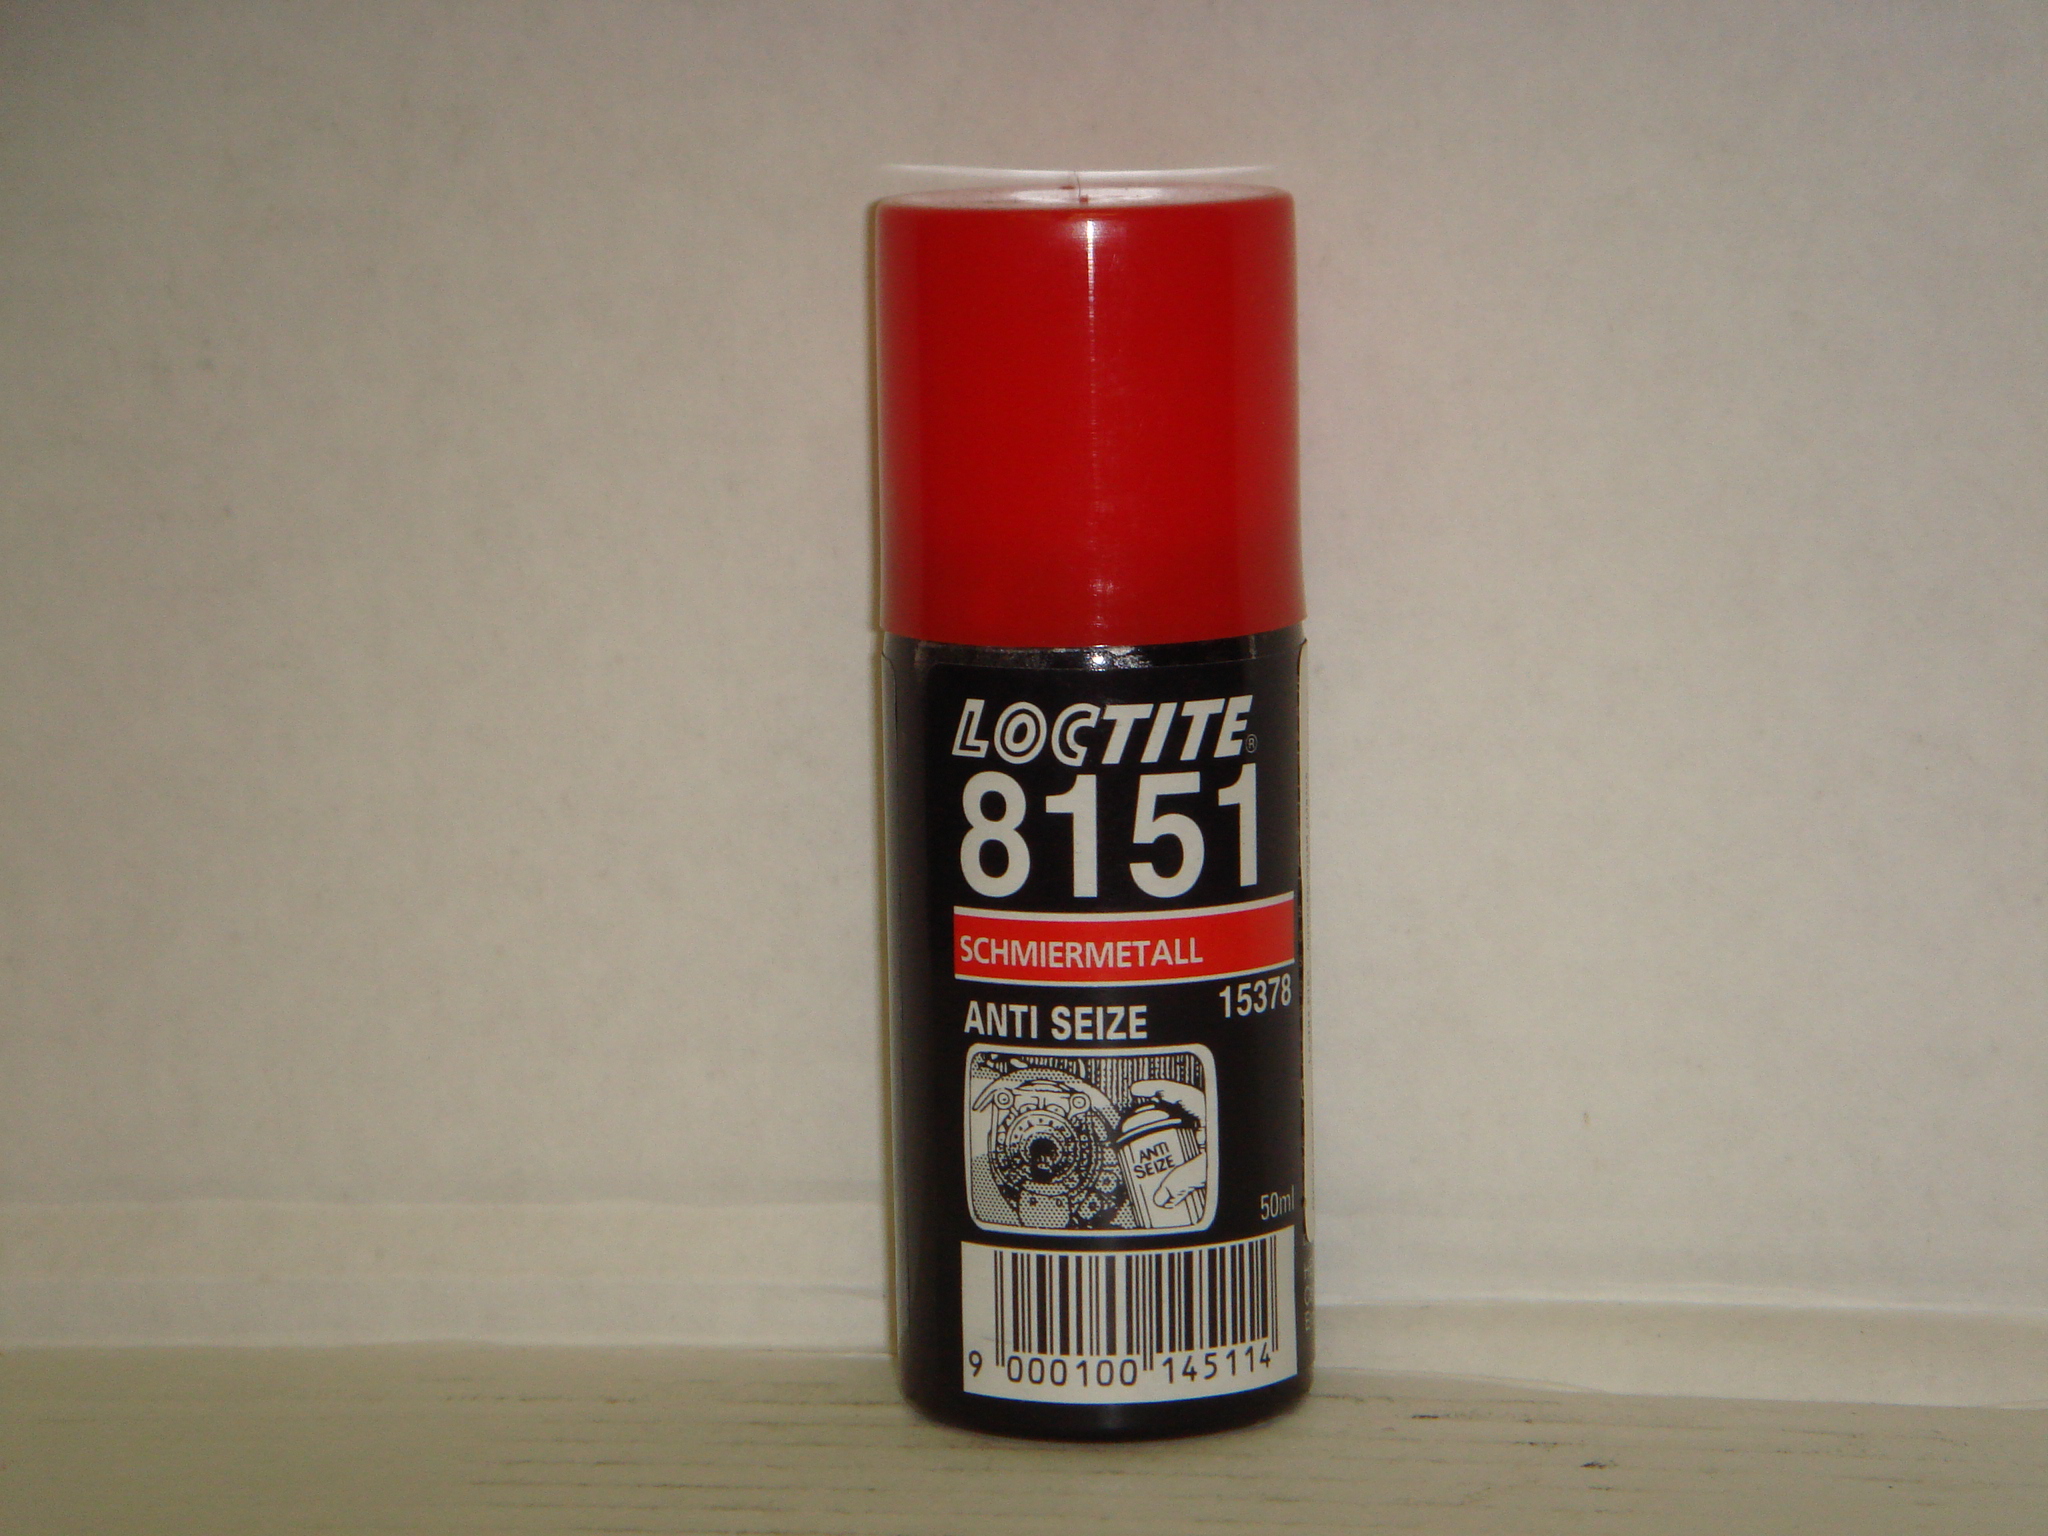 LOCTITE®
8151
SCHMIERMETALL
15378
ANTI SEIZE
ANTI
SEIZE
50ml
9 000100 145114